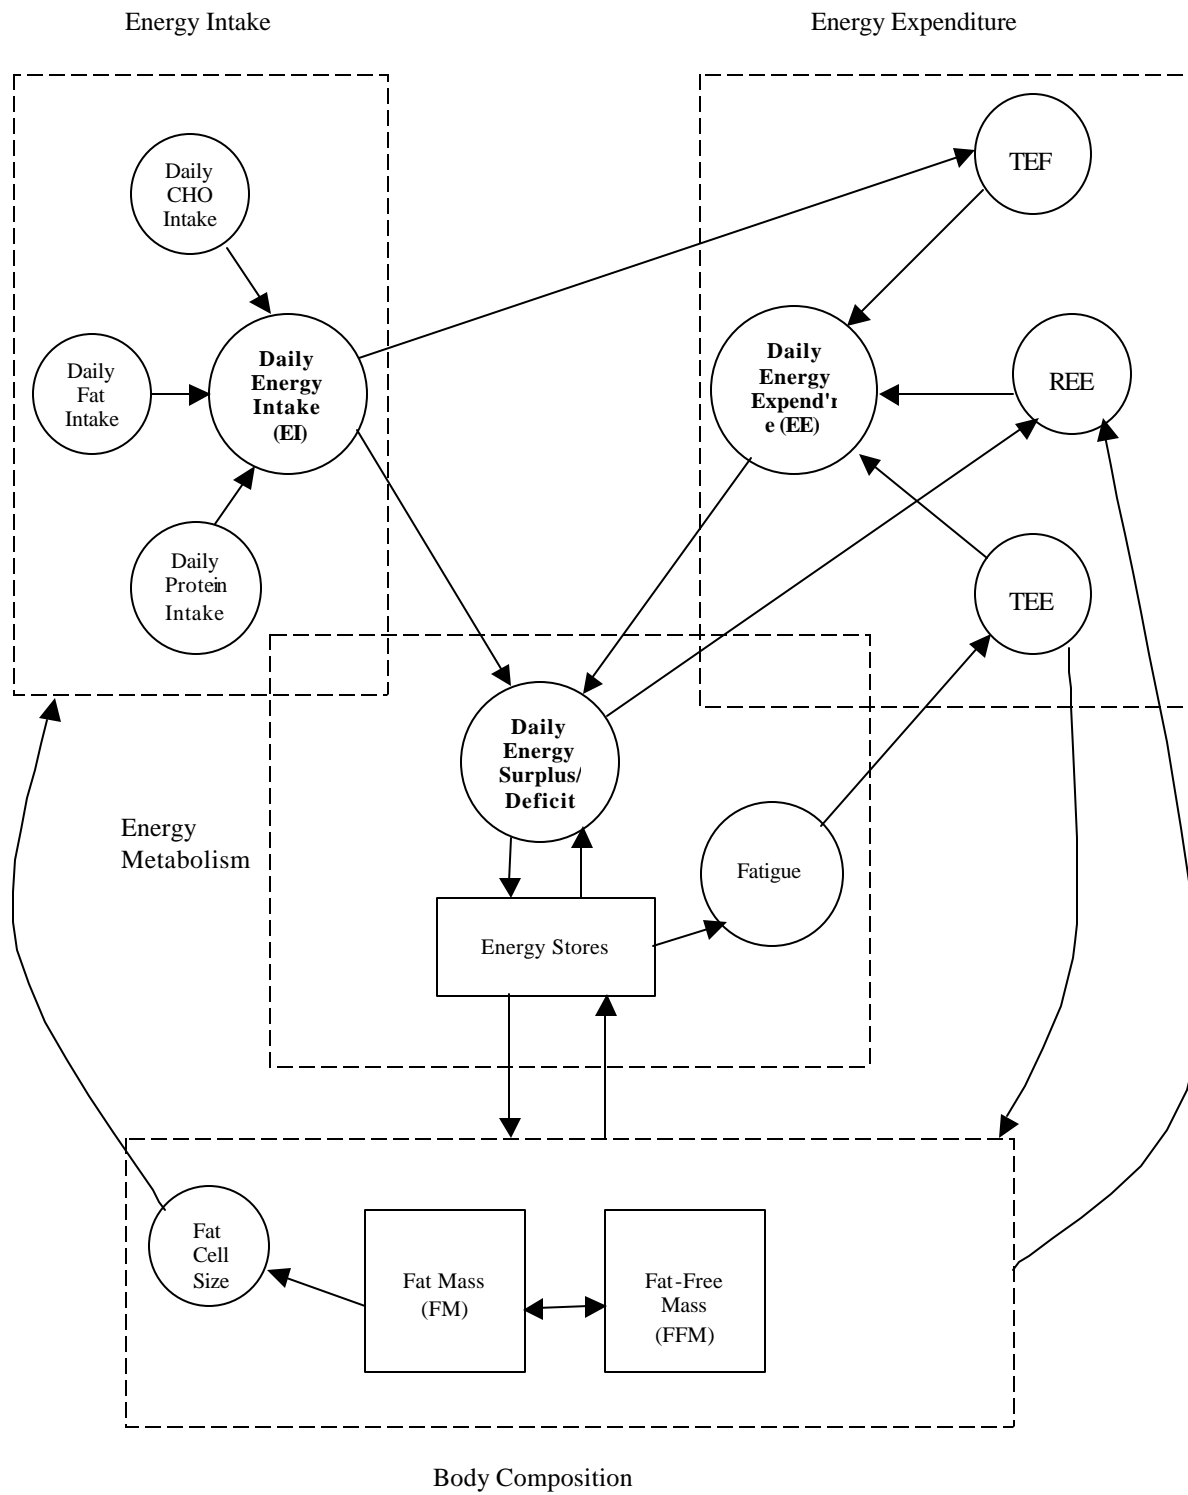 Energy Intake
Energy Expenditure
Daily
CHO
Intake
TEF
Daily
Fat
Intake
Daily
Energy
Intake
(EI)
Daily
Energy
Expend'r
e (EE)
REE
Daily
Protein
Intake
TEE
Daily
Energy
Surplus/
Deficit
Energy
Metabolism
Fatigue
Energy Stores
Fat
Cell
Size
Fat Mass
(FM)
Fat-Free
Mass
(FFM)
Body Composition